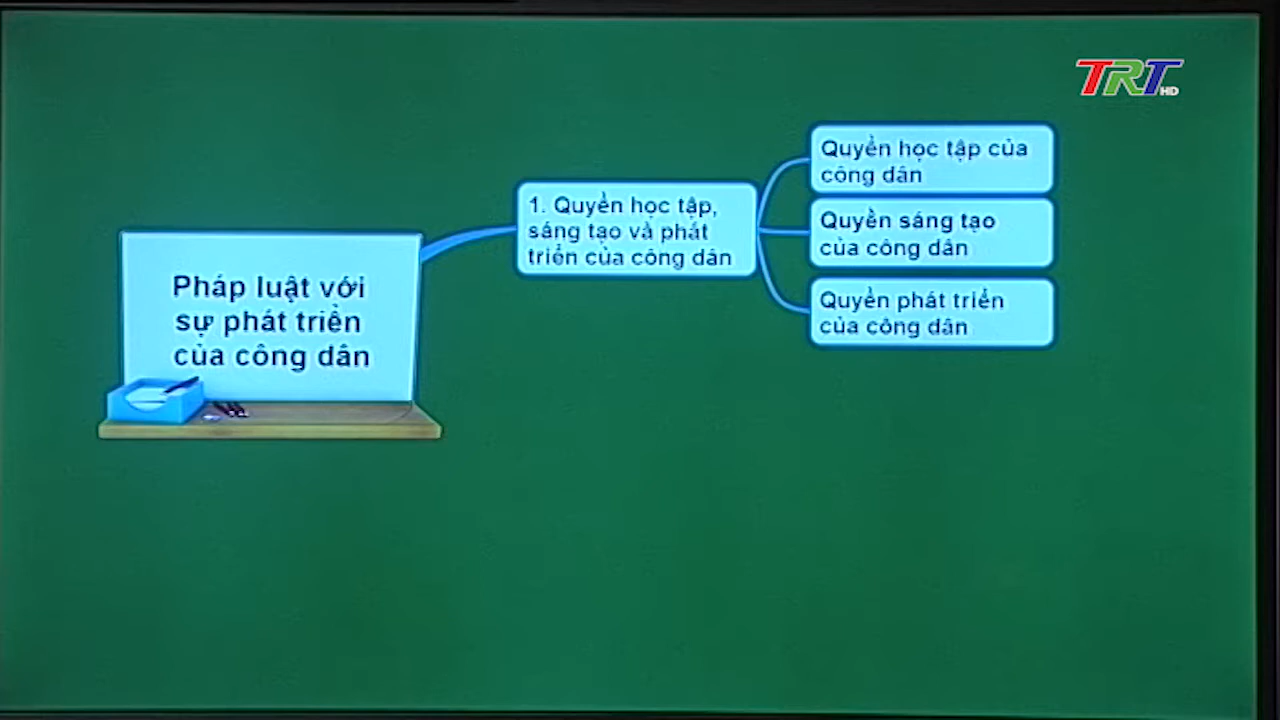 TRT HD
Pháp luật với
sự phát triển
của công dân
1. Quyền học tập,
sáng tạo và phát
triển của công dân
Quyền học tập của
công dân
Quyền sáng tạo
của công dân
Quyền phát triển
của công dân